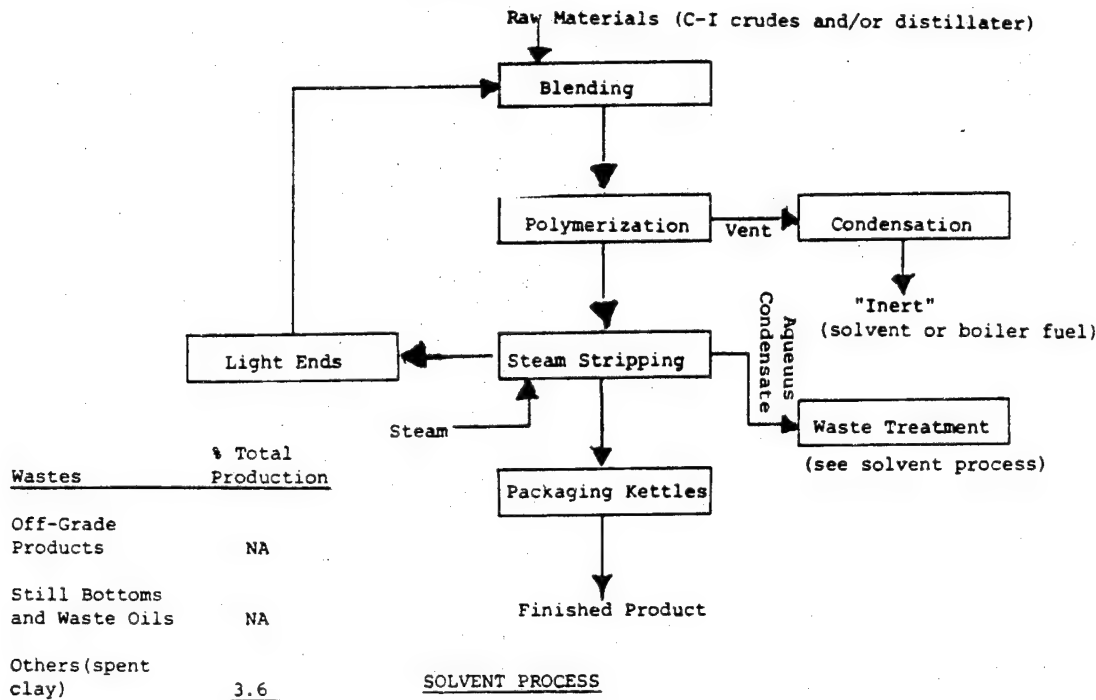 Raw Materials (C-I crudes and/or distillater)
Blending
Polymerization
Vent
Condensation
"Inert"
(solvent or boiler fuel)
Aqueuus
Condensate
Light Ends
Steam Stripping
Steam
Waste Treatment
(see solvent process)
Packaging Kettles
Finished Product
% Total
Wastes Production
Off-Grade
Products NA
Still Bottoms
and Waste Oils NA
Others(spent
clay) 3.6
SOLVENT PROCESS